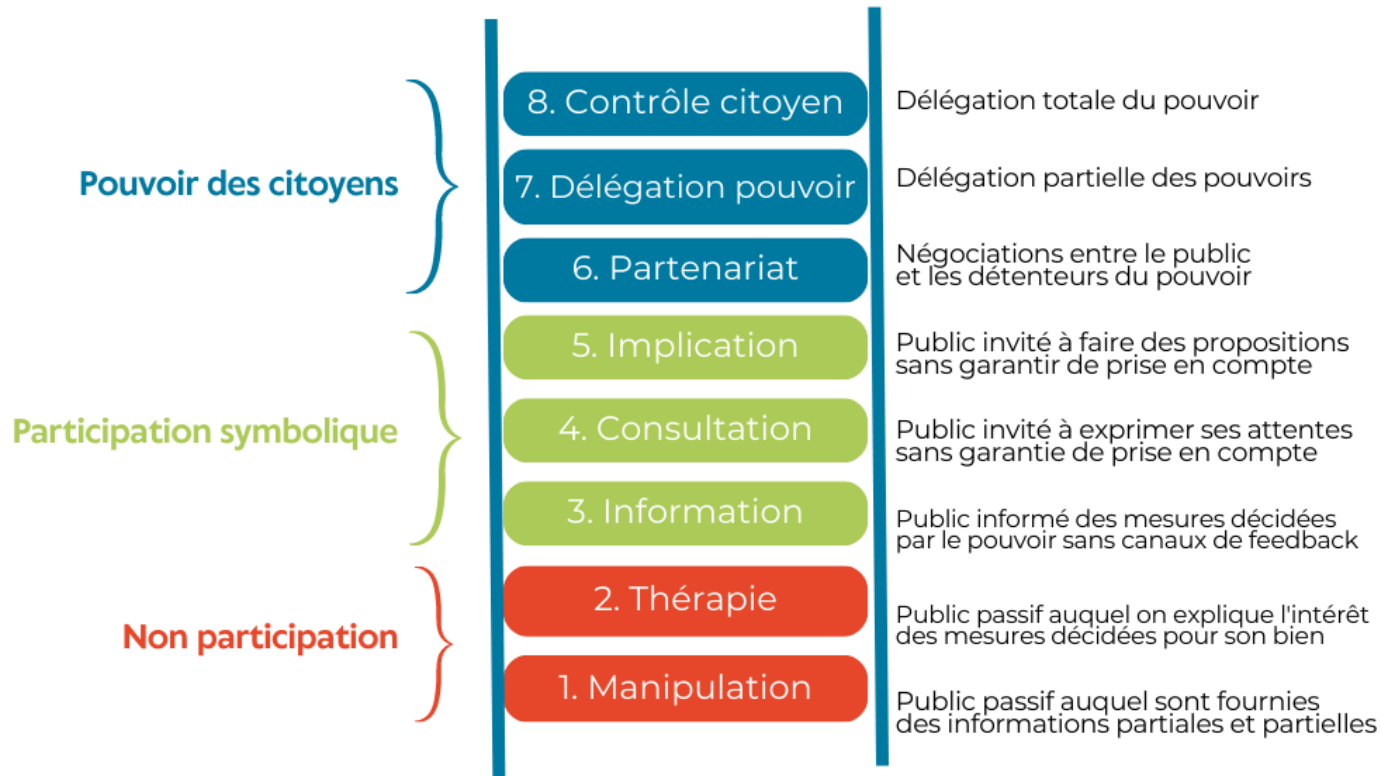 8. Contrôle citoyen
Délégation totale du pouvoir
Pouvoir des citoyens
7. Délégation pouvoir
Délégation partielle des pouvoirs
6. Partenariat
Négociations entre le public
et les détenteurs du pouvoir
5. Implication
Public invité à faire des propositions
sans garantir de prise en compte
Participation symbolique
4. Consultation
Public invité à exprimer ses attentes
sans garantie de prise en compte
3. Information
Public informé des mesures décidées
par le pouvoir sans canaux de feedback
Non participation
2. Thérapie
Public passif auquel on explique l'intérêt
des mesures décidées pour son bien
1. Manipulation
Public passif auquel sont fournies
des informations partiales et partielles